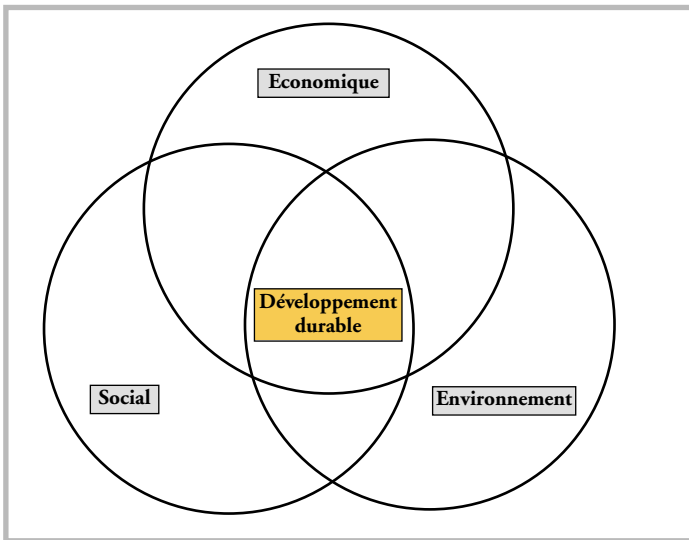 Economique
Développement
durable
Social
Environnement